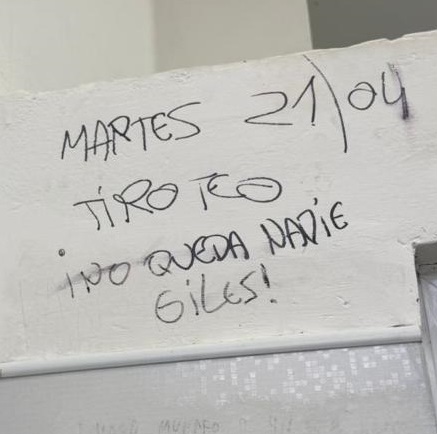 MARTES 21/04
TIROTEO
¡NO QUEDA NADIE
GILES!